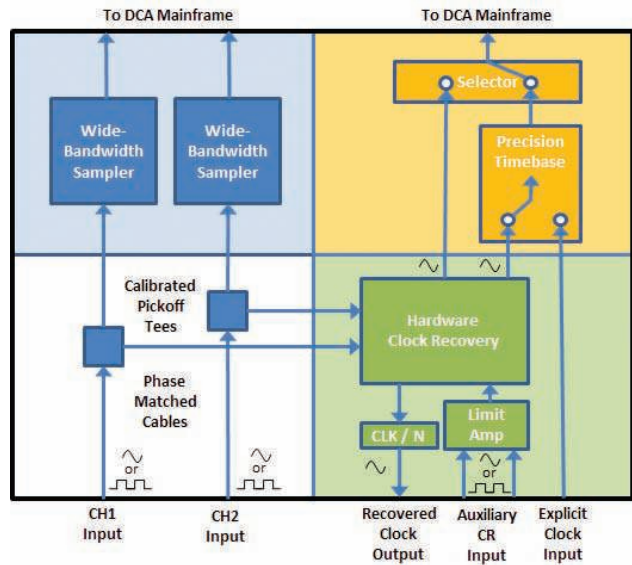 To DCA Mainframe
To DCA Mainframe
Selector
Wide-
Bandwidth
Sampler
Wide-
Bandwidth
Sampler
Precision
Timebase
Calibrated
Pickoff
Tees
Hardware
Clock Recovery
Phase
Matched
Cables
CLK / N
Limit
Amp
or
or
or
CH1
Input
CH2
Input
Recovered
Clock
Output
Auxiliary
CR
Input
Explicit
Clock
Input